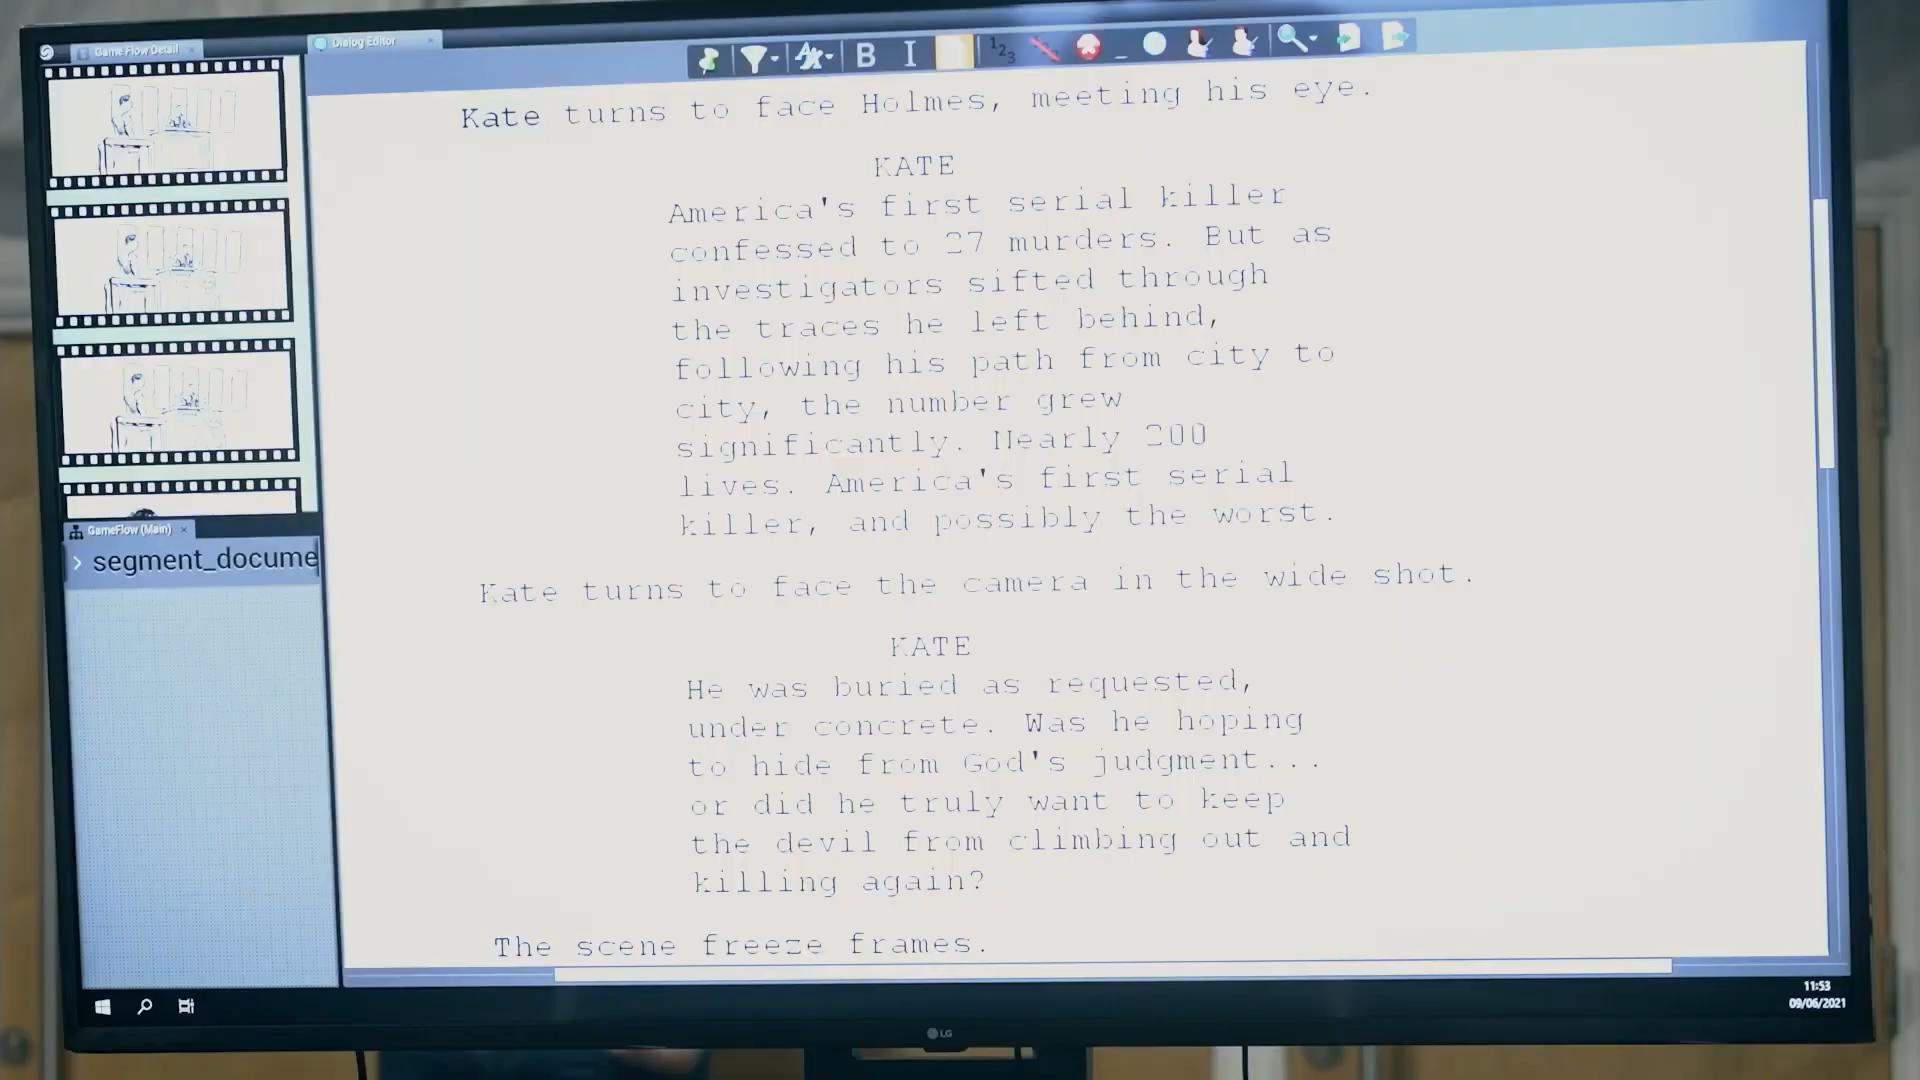 Game Flow Detail
Dialog Editor
B I
123
Kate turns to face Holmes, meeting his eye.
KATE
America's first serial killer
confessed to 27 murders. But as
investigators sifted through
the traces he left behind,
following his path from city to
city, the number grew
significantly. Nearly 200
lives. America's first serial
killer, and possibly the worst.
Kate turns to face the camera in the wide shot.
KATE
He was buried as requested,
under concrete. Was he hoping
to hide from God's judgment...
or did he truly want to keep
the devil from climbing out and
killing again?
The scene freeze frames.
GameFlow (Main)
segment_docume
11:53
09/06/2021
LG